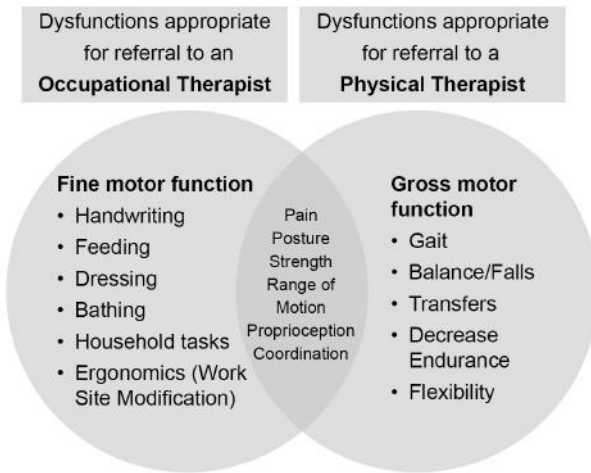 Dysfunctions appropriate
for referral to an
Occupational Therapist
Dysfunctions appropriate
for referral to a
Physical Therapist
Fine motor function
• Handwriting
• Feeding
• Dressing
• Bathing
• Household tasks
• Ergonomics (Work
Site Modification)
Pain
Posture
Strength
Range of
Motion
Proprioception
Coordination
Gross motor
function
• Gait
• Balance/Falls
• Transfers
• Decrease
Endurance
• Flexibility